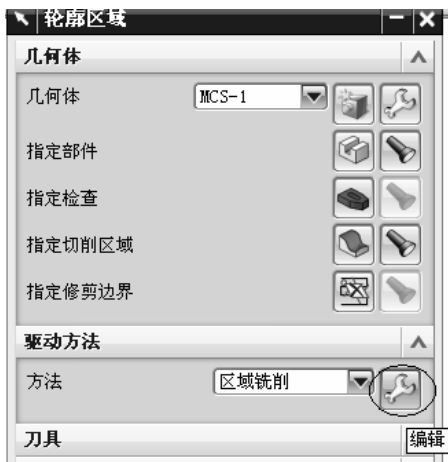 轮廓区域
几何体
几何体 MCS-1
指定部件
指定检查
指定切削区域
指定修剪边界
驱动方法
方法 区域铣削
刀具
编辑